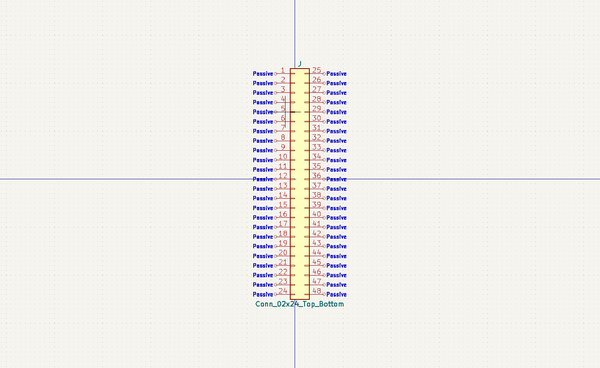 J
Passive 1 25 Passive
Passive 2 26 Passive
Passive 3 27 Passive
Passive 4 28 Passive
Passive 5 29 Passive
Passive 6 30 Passive
Passive 7 31 Passive
Passive 8 32 Passive
Passive 9 33 Passive
Passive 10 34 Passive
Passive 11 35 Passive
Passive 12 36 Passive
Passive 13 37 Passive
Passive 14 38 Passive
Passive 15 39 Passive
Passive 16 40 Passive
Passive 17 41 Passive
Passive 18 42 Passive
Passive 19 43 Passive
Passive 20 44 Passive
Passive 21 45 Passive
Passive 22 46 Passive
Passive 23 47 Passive
Passive 24 48 Passive
Conn_02x24_Top_Bottom